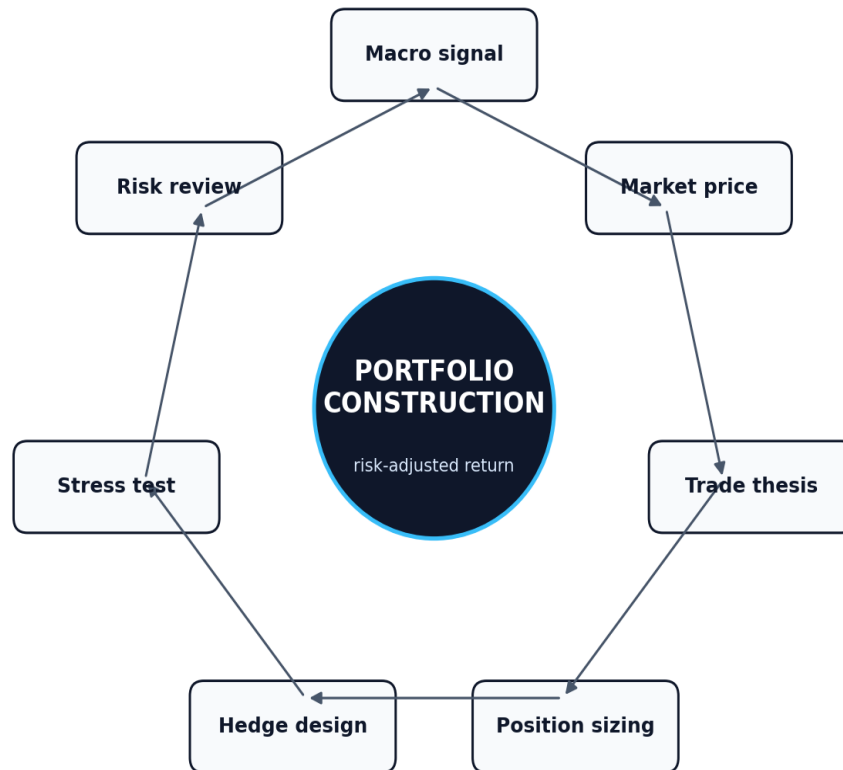 Macro signal
Risk review
Market price
PORTFOLIO
CONSTRUCTION
risk-adjusted return
Stress test
Trade thesis
Hedge design
Position sizing